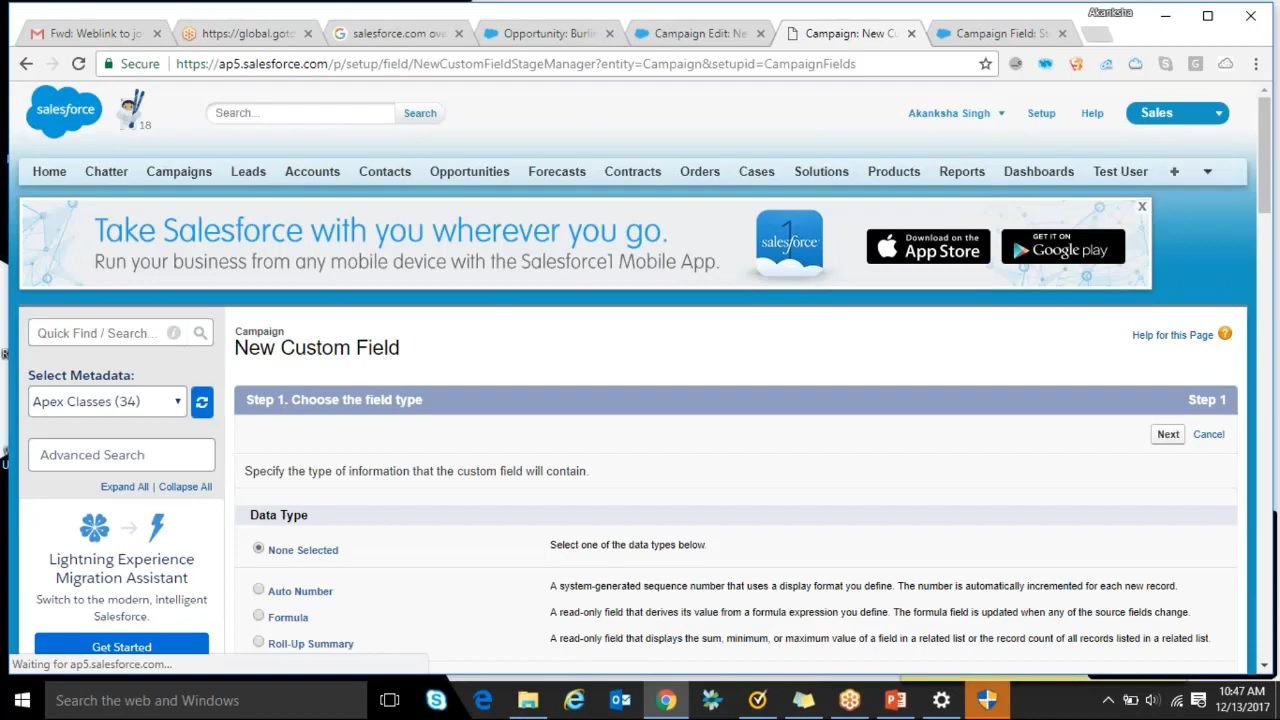 Akanksha
Fwd: Weblink to jo
https://global.goto
salesforce.com ove
Opportunity: Burli
Campaign Edit: Ne
Campaign: New Cu
Campaign Field: St
Secure
https://ap5.salesforce.com/p/setup/field/NewCustomFieldStageManager?entity=Campaign&setupid=CampaignFields
salesforce
18
Search...
Search
Akanksha Singh
Setup
Help
Sales
Home
Chatter
Campaigns
Leads
Accounts
Contacts
Opportunities
Forecasts
Contracts
Orders
Cases
Solutions
Products
Reports
Dashboards
Test User
+
Take Salesforce with you wherever you go.
Run your business from any mobile device with the Salesforce1 Mobile App.
1
salesforce
Download on the
App Store
GET IT ON
Google play
X
Quick Find / Search...
Select Metadata:
Apex Classes (34)
Advanced Search
Expand All | Collapse All
Lightning Experience
Migration Assistant
Switch to the modern, intelligent
Salesforce.
Get Started
Campaign
New Custom Field
Help for this Page
Step 1. Choose the field type
Step 1
Next
Cancel
Specify the type of information that the custom field will contain.
Data Type
None Selected
Select one of the data types below.
Auto Number
A system-generated sequence number that uses a display format you define. The number is automatically incremented for each new record.
Formula
A read-only field that derives its value from a formula expression you define. The formula field is updated when any of the source fields change.
Roll-Up Summary
A read-only field that displays the sum, minimum, or maximum value of a field in a related list or the record count of all records listed in a related list.
Waiting for ap5.salesforce.com...
Search the web and Windows
10:47 AM
12/13/2017